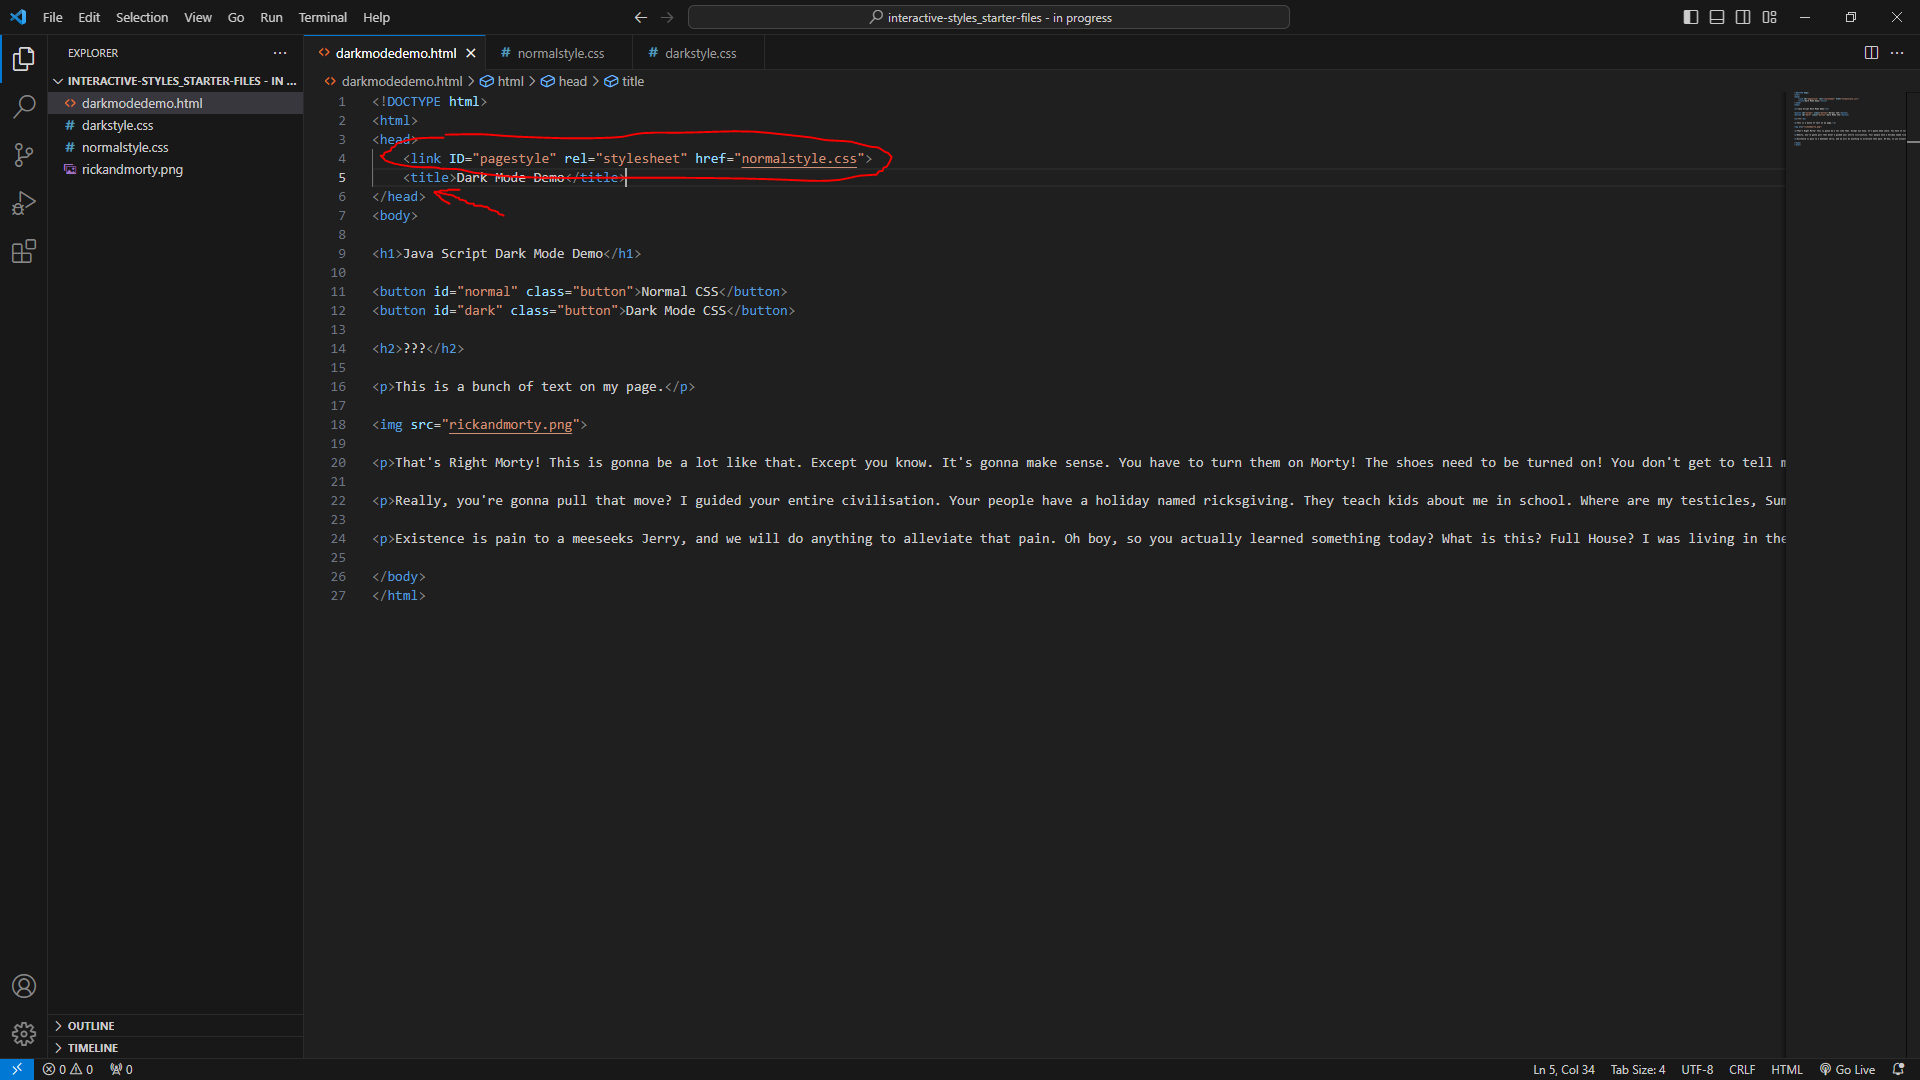 File Edit Selection View Go Run Terminal Help
interactive-styles_starter-files - in progress
EXPLORER
INTERACTIVE-STYLES_STARTER-FILES - IN ...
darkmodedemo.html
darkstyle.css
normalstyle.css
rickandmorty.png
OUTLINE
TIMELINE
darkmodedemo.html # normalstyle.css # darkstyle.css
darkmodedemo.html > html > head > title
1 <!DOCTYPE html>
2 <html>
3 <head>
4 <link ID="pagestyle" rel="stylesheet" href="normalstyle.css">
5 <title>Dark Mode Demo</title>
6 </head>
7 <body>
8
9 <h1>Java Script Dark Mode Demo</h1>
10
11 <button id="normal" class="button">Normal CSS</button>
12 <button id="dark" class="button">Dark Mode CSS</button>
13
14 <h2>???</h2>
15
16 <p>This is a bunch of text on my page.</p>
17
18 <img src="rickandmorty.png">
19
20 <p>That's Right Morty! This is gonna be a lot like that. Except you know. It's gonna make sense. You have to turn them on Morty! The shoes need to be turned on! You don't get to tell m
21
22 <p>Really, you're gonna pull that move? I guided your entire civilisation. Your people have a holiday named ricksgiving. They teach kids about me in school. Where are my testicles, Sum
23
24 <p>Existence is pain to a meeseeks Jerry, and we will do anything to alleviate that pain. Oh boy, so you actually learned something today? What is this? Full House? I was living in the
25
26 </body>
27 </html>
0 0 0
Ln 5, Col 34 Tab Size: 4 UTF-8 CRLF HTML Go Live